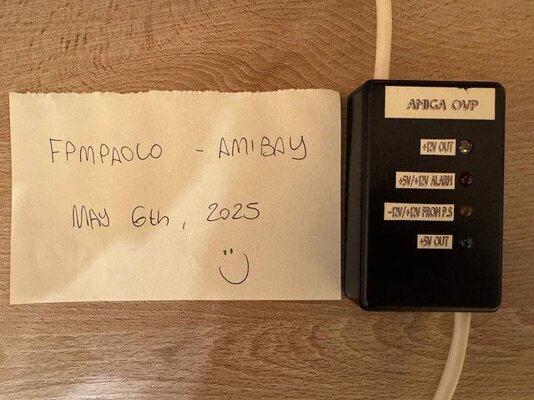 FPMPAOLO - AMIBAY
MAY 6th, 2025
AMIGA OVP
+12V OUT
+5V/+12V ALARM
-12V/+12V FROM P.S
+5V OUT